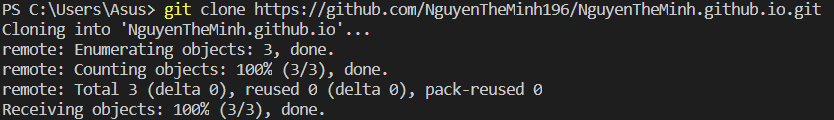 PS C:\Users\Asus> git clone https://github.com/NguyenTheMinh196/NguyenTheMinh.github.io.git
Cloning into 'NguyenTheMinh.github.io'...
remote: Enumerating objects: 3, done.
remote: Counting objects: 100% (3/3), done.
remote: Total 3 (delta 0), reused 0 (delta 0), pack-reused 0
Receiving objects: 100% (3/3), done.